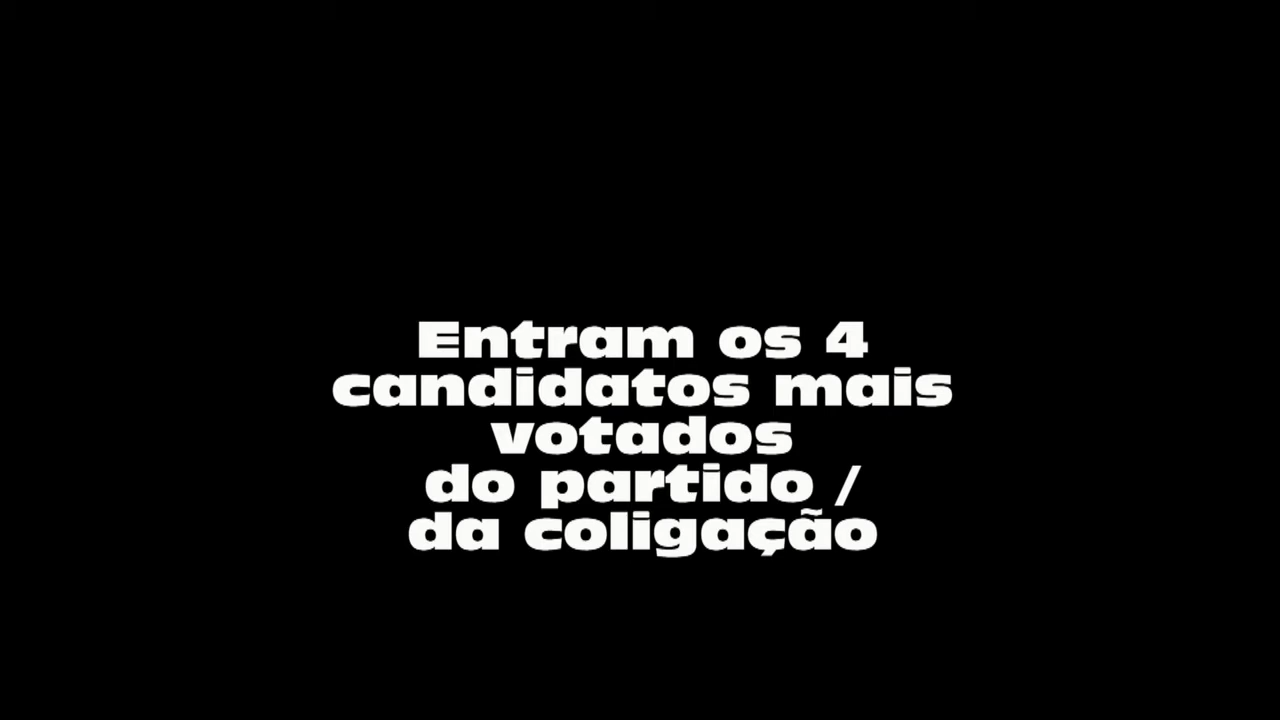 Entram os 4
candidatos mais
votados
do partido /
da coligação